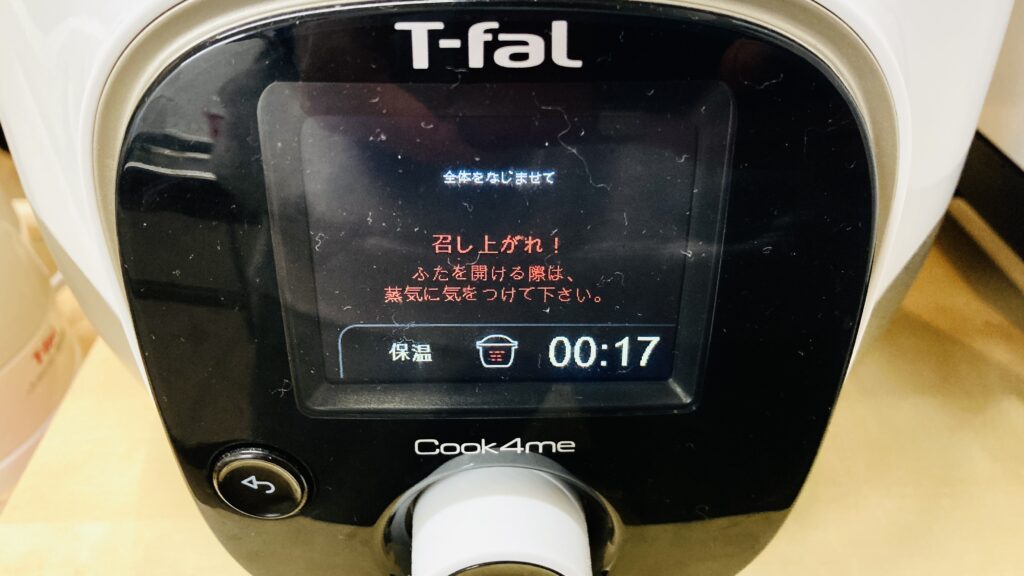 T-fal
全体をなじませて
召し上がれ！
ふたを開ける際は、
蒸気に気をつけて下さい。
保温 00:17
Cook4me